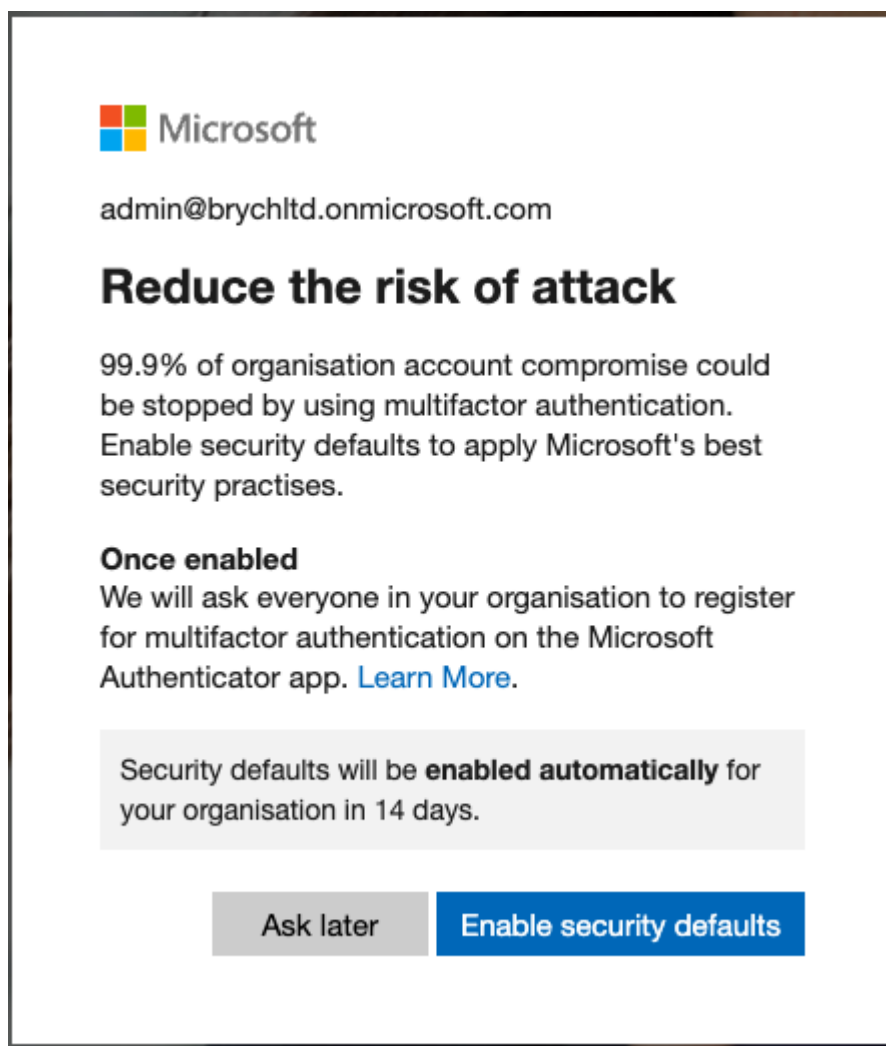 Microsoft
admin@brychltd.onmicrosoft.com
Reduce the risk of attack
99.9% of organisation account compromise could
be stopped by using multifactor authentication.
Enable security defaults to apply Microsoft's best
security practises.
Once enabled
We will ask everyone in your organisation to register
for multifactor authentication on the Microsoft
Authenticator app. Learn More.
Security defaults will be enabled automatically for
your organisation in 14 days.
Ask later
Enable security defaults